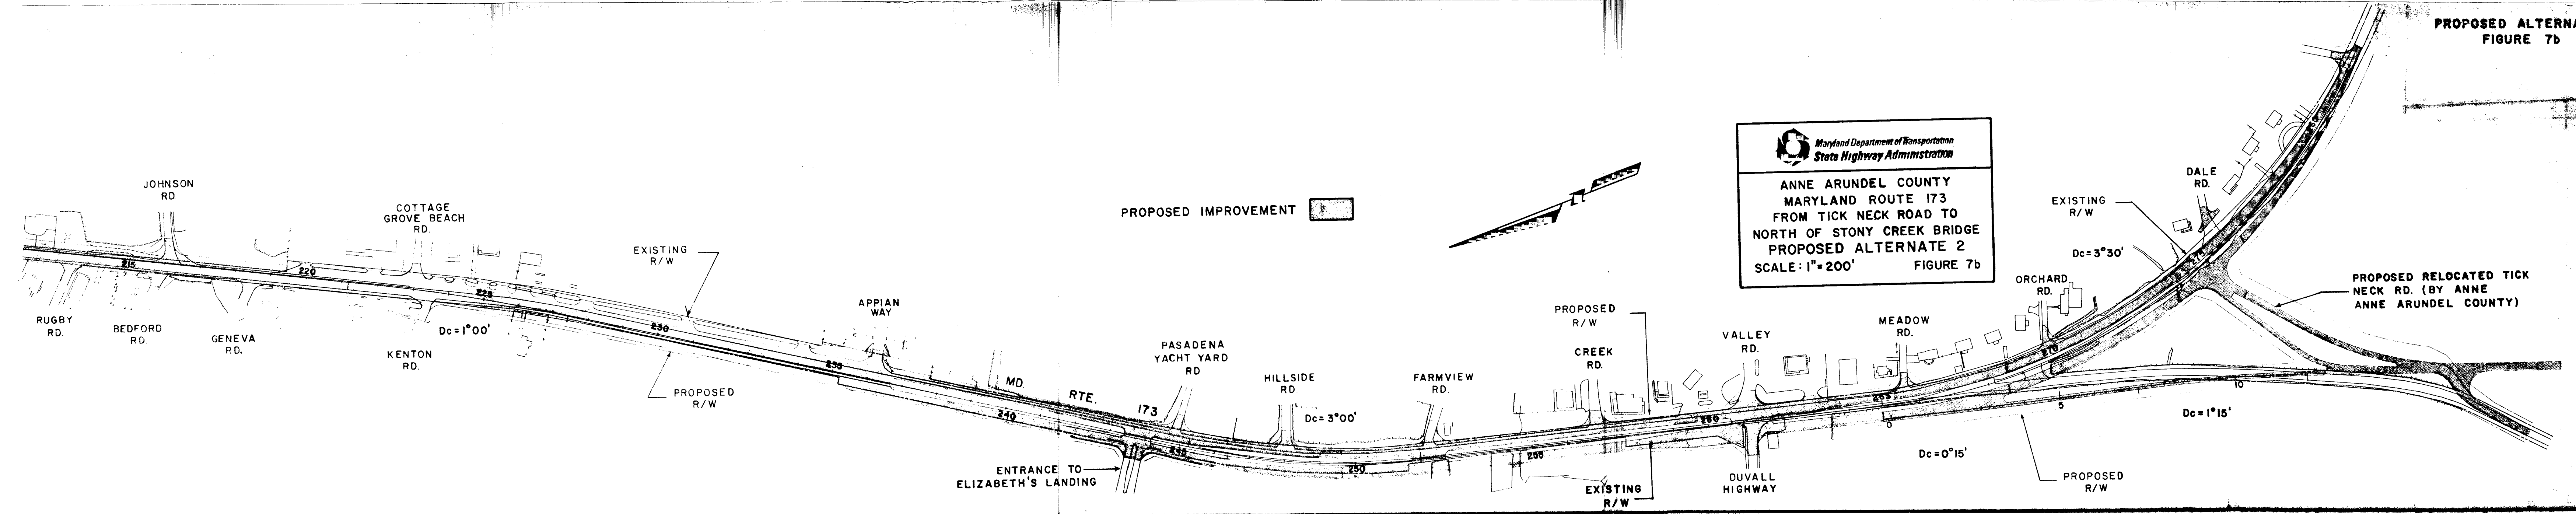 PROPOSED ALTERNA
FIGURE 7b
Maryland Department of Transportation
State Highway Administration
ANNE ARUNDEL COUNTY
MARYLAND ROUTE 173
FROM TICK NECK ROAD TO
NORTH OF STONY CREEK BRIDGE
PROPOSED ALTERNATE 2
SCALE: 1"=200'
FIGURE 7b
PROPOSED IMPROVEMENT
N
JOHNSON
RD.
COTTAGE
GROVE BEACH
RD.
EXISTING
R/W
215
220
225
230
235
240
245
250
255
260
265
270
275
0
5
10
RUGBY
RD.
BEDFORD
RD.
GENEVA
RD.
KENTON
RD.
Dc = 1°00'
PROPOSED
R/W
APPIAN
WAY
MD. RTE. 173
PASADENA
YACHT YARD
RD
HILLSIDE
RD.
Dc = 3°00'
FARMVIEW
RD.
ENTRANCE TO
ELIZABETH'S LANDING
PROPOSED
R/W
CREEK
RD.
EXISTING
R/W
VALLEY
RD.
DUVALL
HIGHWAY
MEADOW
RD.
ORCHARD
RD.
EXISTING
R/W
DALE
RD.
Dc = 3°30'
PROPOSED RELOCATED TICK
NECK RD. (BY ANNE
ANNE ARUNDEL COUNTY)
Dc = 1°15'
Dc = 0°15'
PROPOSED
R/W